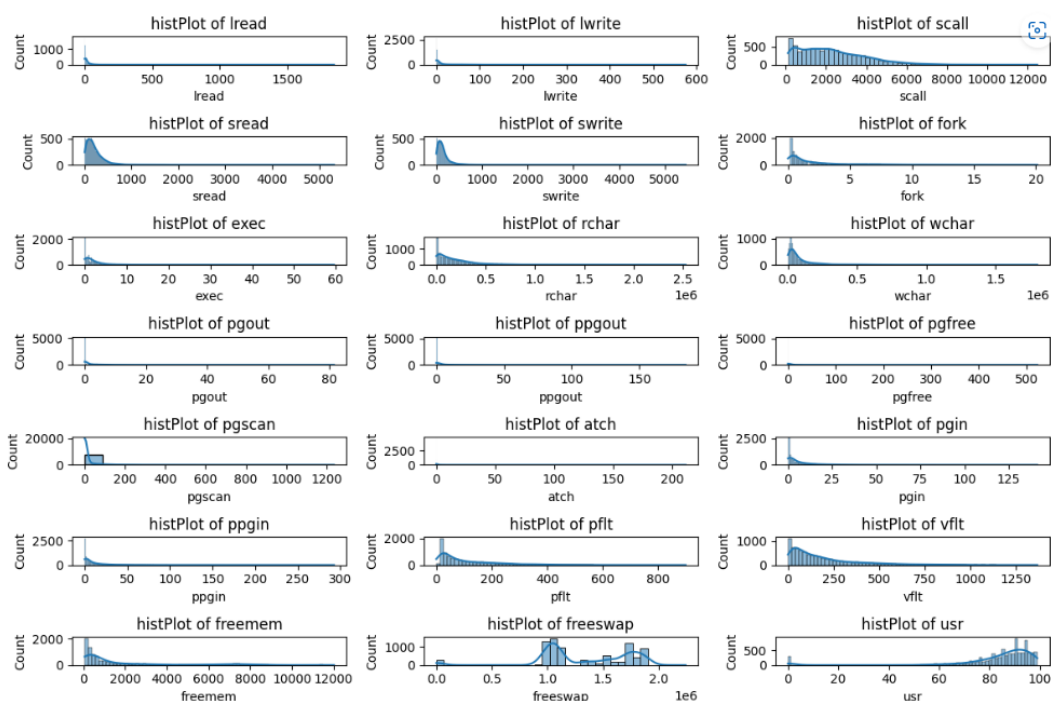 histPlot of lread
histPlot of lwrite
histPlot of scall
Count
1000
0
0 500 1000 1500
lread
2500
0
0 100 200 300 400 500 600
lwrite
500
0
0 2000 4000 6000 8000 10000 12000
scall
histPlot of sread
histPlot of swrite
histPlot of fork
Count
500
0
0 1000 2000 3000 4000 5000
sread
Count
500
0
0 1000 2000 3000 4000 5000
swrite
Count
2000
0
0 5 10 15 20
fork
histPlot of exec
histPlot of rchar
histPlot of wchar
Count
2000
0
0 10 20 30 40 50 60
exec
Count
1000
0
0.0 0.5 1.0 1.5 2.0 2.5
rchar
1e6
Count
1000
0
0.0 0.5 1.0 1.5
wchar
1e6
histPlot of pgout
histPlot of ppgout
histPlot of pgfree
Count
5000
0
0 20 40 60 80
pgout
Count
5000
0
0 50 100 150
ppgout
Count
5000
0
0 100 200 300 400 500
pgfree
histPlot of pgscan
histPlot of atch
histPlot of pgin
Count
20000
0
0 200 400 600 800 1000 1200
pgscan
Count
2500
0
0 50 100 150 200
atch
Count
2500
0
0 25 50 75 100 125
pgin
histPlot of ppgin
histPlot of pflt
histPlot of vflt
Count
2500
0
0 50 100 150 200 250 300
ppgin
Count
2000
0
0 200 400 600 800
pflt
Count
1000
0
0 250 500 750 1000 1250
vflt
histPlot of freemem
histPlot of freeswap
histPlot of usr
Count
2000
0
0 2000 4000 6000 8000 10000 12000
freemem
Count
1000
0
0.0 0.5 1.0 1.5 2.0
freeswap
1e6
Count
500
0
0 20 40 60 80 100
usr